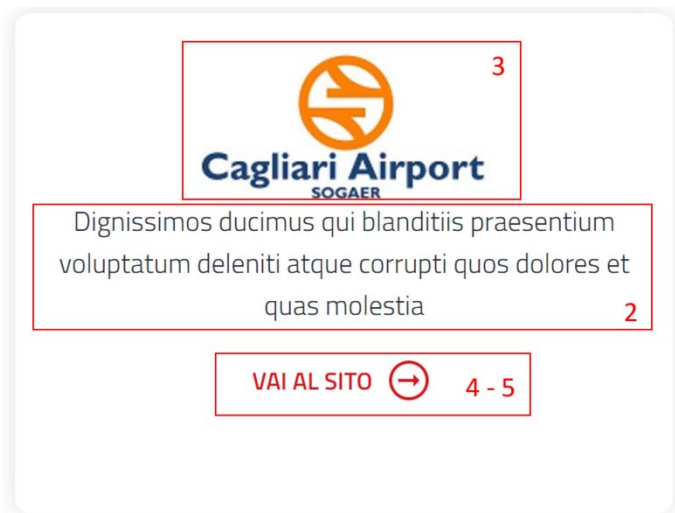 3
Cagliari Airport
SOGAER
Dignissimos ducimus qui blanditiis praesentium
voluptatum deleniti atque corrupti quos dolores et
quas molestia
2
VAI AL SITO
4 - 5